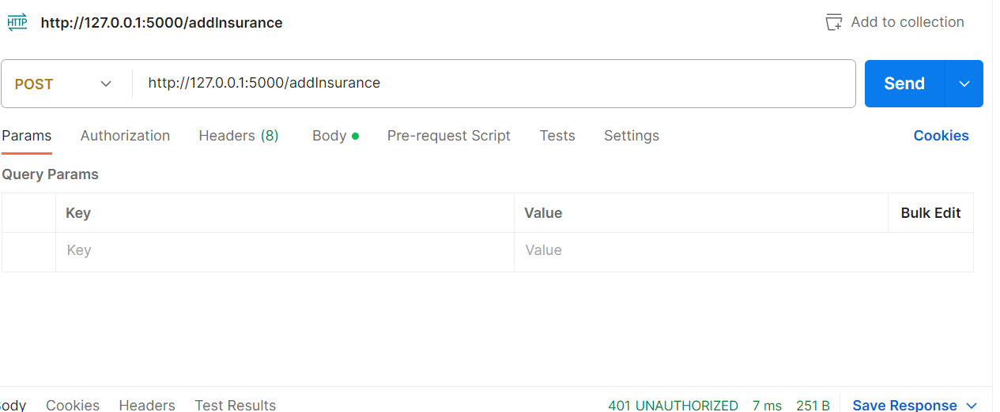 HTTP http://127.0.0.1:5000/addInsurance Add to collection
POST http://127.0.0.1:5000/addInsurance Send
Params Authorization Headers (8) Body Pre-request Script Tests Settings Cookies
Query Params
Key Value Bulk Edit
Key Value
ody Cookies Headers Test Results 401 UNAUTHORIZED 7 ms 251 B Save Response